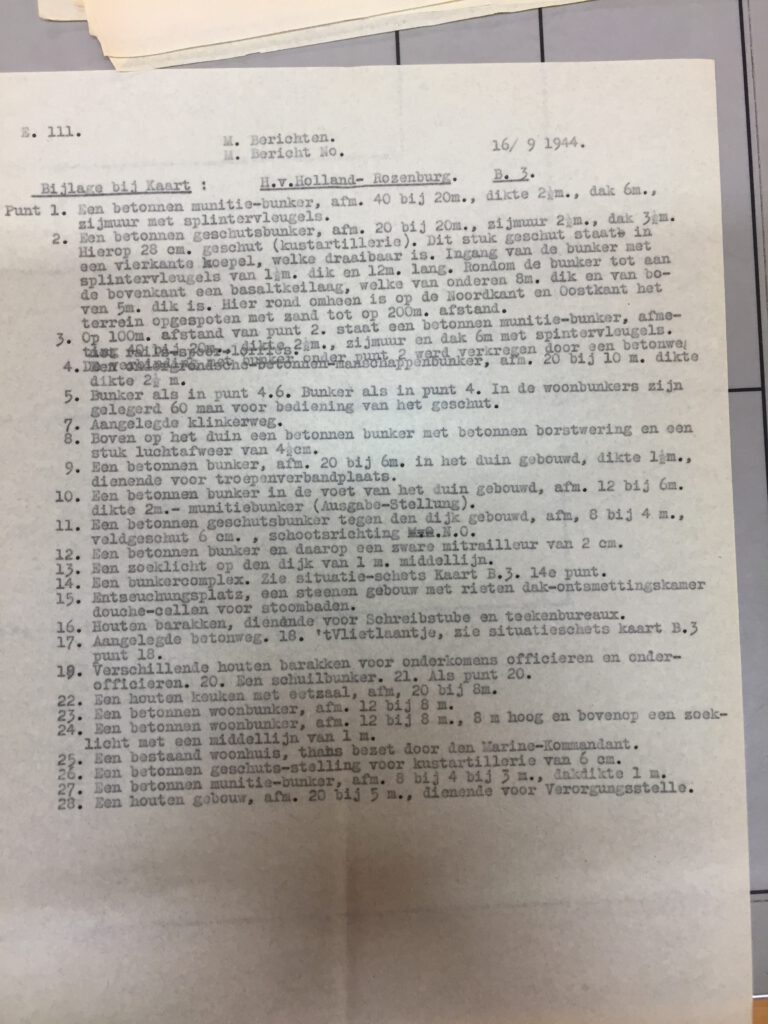 E. 111.
M. Berichten.
M. Bericht No.
16/ 9 1944.
Bijlage bij Kaart : H.v.Holland- Rozenburg. B. 3.
Punt 1. Een betonnen munitie-bunker, afm. 40 bij 20m., dikte 2½m., dak 6m.,
zijmuur met splintervleugels.
2. Een betonnen geschutsbunker, afm. 20 bij 20m., zijmuur 2½m., dak 3½m.
Hierop 28 cm. geschut (kustartillerie). Dit stuk geschut staat in
een vierkante koepel, welke draaibaar is. Ingang van de bunker met
splintervleugels van 1½m. dik en 12m. lang. Rondom de bunker tot aan
de bovenkant een basaltkeilaag, welke van onderen 8m. dik en van bo-
ven 5m. dik is. Hier rond omheen is op de Noordkant en Oostkant het
terrein opgespoten met zand tot op 200m. afstand.
3. Op 100m. afstand van punt 2. staat een betonnen munitie-bunker, afme-
40 bij 20m., dikte 2½m., zijmuur en dak 6m met spintervleugels.
bunker onder punt 2 werd verkregen door een betonweg
4. betonnen-manschappenbunker, afm. 20 bij 10 m. dikte
dikte 2½ m.
5. Bunker als in punt 4.6. Bunker als in punt 4. In de woonbunkers zijn
gelegerd 60 man voor bediening van het geschut.
7. Aangelegde klinkerweg.
8. Boven op het duin een betonnen bunker met betonnen borstwering en een
stuk luchtafweer van 4½cm.
9. Een betonnen bunker, afm. 20 bij 6m. in het duin gebouwd, dikte 1½m.,
dienende voor troepenverbandplaats.
10. Een betonnen bunker in de voet van het duin gebouwd, afm. 12 bij 6m.
dikte 2m.- munitiebunker (Ausgabe-Stellung).
11. Een betonnen geschutsbunker tegen den dijk gebouwd, afm, 8 bij 4 m.,
veldgeschut 6 cm. , schootsrichting N.O.
12. Een betonnen bunker en daarop een zware mitrailleur van 2 cm.
13. Een zoeklicht op den dijk van 1 m. middellijn.
14. Een bunkercomplex. Zie situatie-schets Kaart B.3. 14e punt.
15. Entseuchungsplatz, een steenen gebouw met rieten dak-ontsmettingskamer
douche-cellen voor stoombaden.
16. Houten barakken, dienende voor Schreibstube en teekenbureaux.
17. Aangelegde betonweg. 18. 'tVlietlaantje, zie situatieschets kaart B.3
punt 18.
19. Verschillende houten barakken voor onderkomens officieren en onder-
officieren. 20. Een schuilbunker. 21. Als punt 20.
22. Een houten keuken met eetzaal, afm, 20 bij 8m.
23. Een betonnen woonbunker, afm. 12 bij 8 m.
24. Een betonnen woonbunker, afm. 12 bij 8 m., 8 m hoog en bovenop een zoek-
licht met een middellijn van 1 m.
25. Een bestaand woonhuis, thans bezet door den Marine-Kommandant.
26. Een betonnen geschuts-stelling voor kustartillerie van 6 cm.
27. Een betonnen munitie-bunker, afm. 8 bij 4 bij 3 m., dakdikte 1 m.
28. Een houten gebouw, afm. 20 bij 5 m., dienende voor Verorgungsstelle.